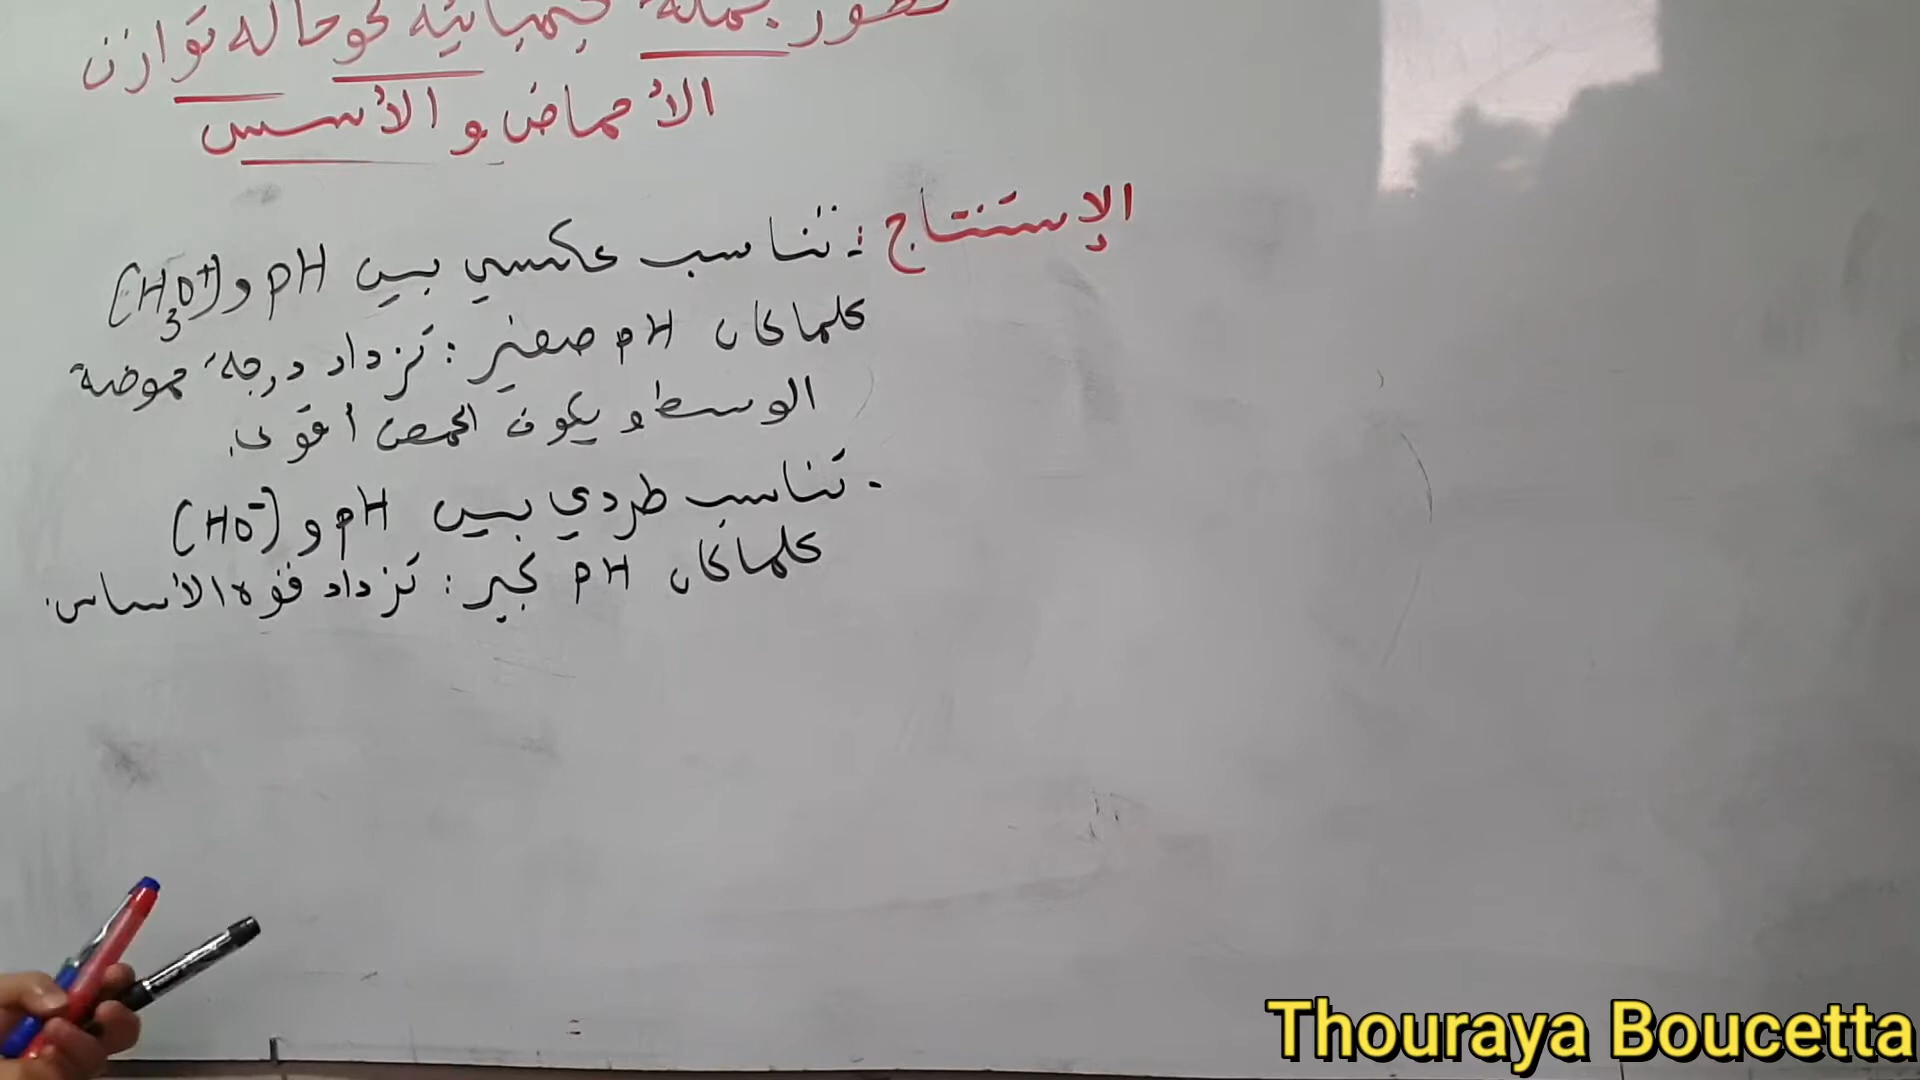 تطور جملة كيميائية نحو حالة توازن
الأحماض و الأسس
الإستنتاج : . تناسب عكسي بين pH و (H₃O⁺)
كلما كان pH صغير : تزداد درجة حموضة
الوسط و يكون الحمض أقوى.
. تناسب طردي بين pH و (HO⁻)
كلما كان pH كبير : تزداد قوة الأساس.
Thouraya Boucetta